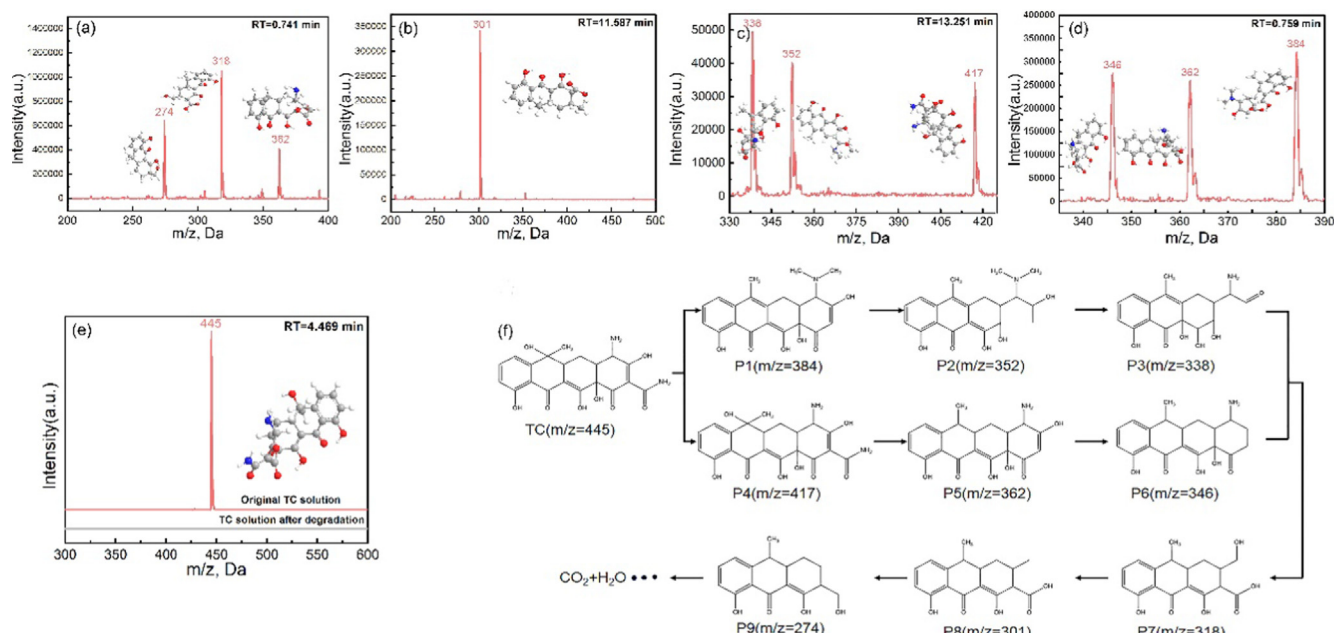 (a)
RT=0.741 min
Intensity(a.u.)
1400000
1200000
1000000
800000
600000
400000
200000
0
274
318
362
200
250
300
350
400
m/z, Da
(b)
RT=11.587 min
Intensity(a.u.)
350000
300000
250000
200000
150000
100000
50000
0
301
200
250
300
350
400
450
500
m/z, Da
c)
RT=13.251 min
Intensity(a.u.)
50000
40000
30000
20000
10000
0
338
352
417
330
345
360
375
390
405
420
m/z, Da
(d)
RT=0.759 min
Intensity(a.u.)
400000
350000
300000
250000
200000
150000
100000
50000
0
346
362
384
340
350
360
370
380
390
m/z, Da
(e)
RT=4.469 min
Intensity(a.u.)
445
Original TC solution
TC solution after degradation
300
350
400
450
500
550
600
m/z, Da
(f)
TC(m/z=445)
P1(m/z=384)
P2(m/z=352)
P3(m/z=338)
P4(m/z=417)
P5(m/z=362)
P6(m/z=346)
CO2+H2O •••
P9(m/z=274)
P8(m/z=301)
P7(m/z=318)